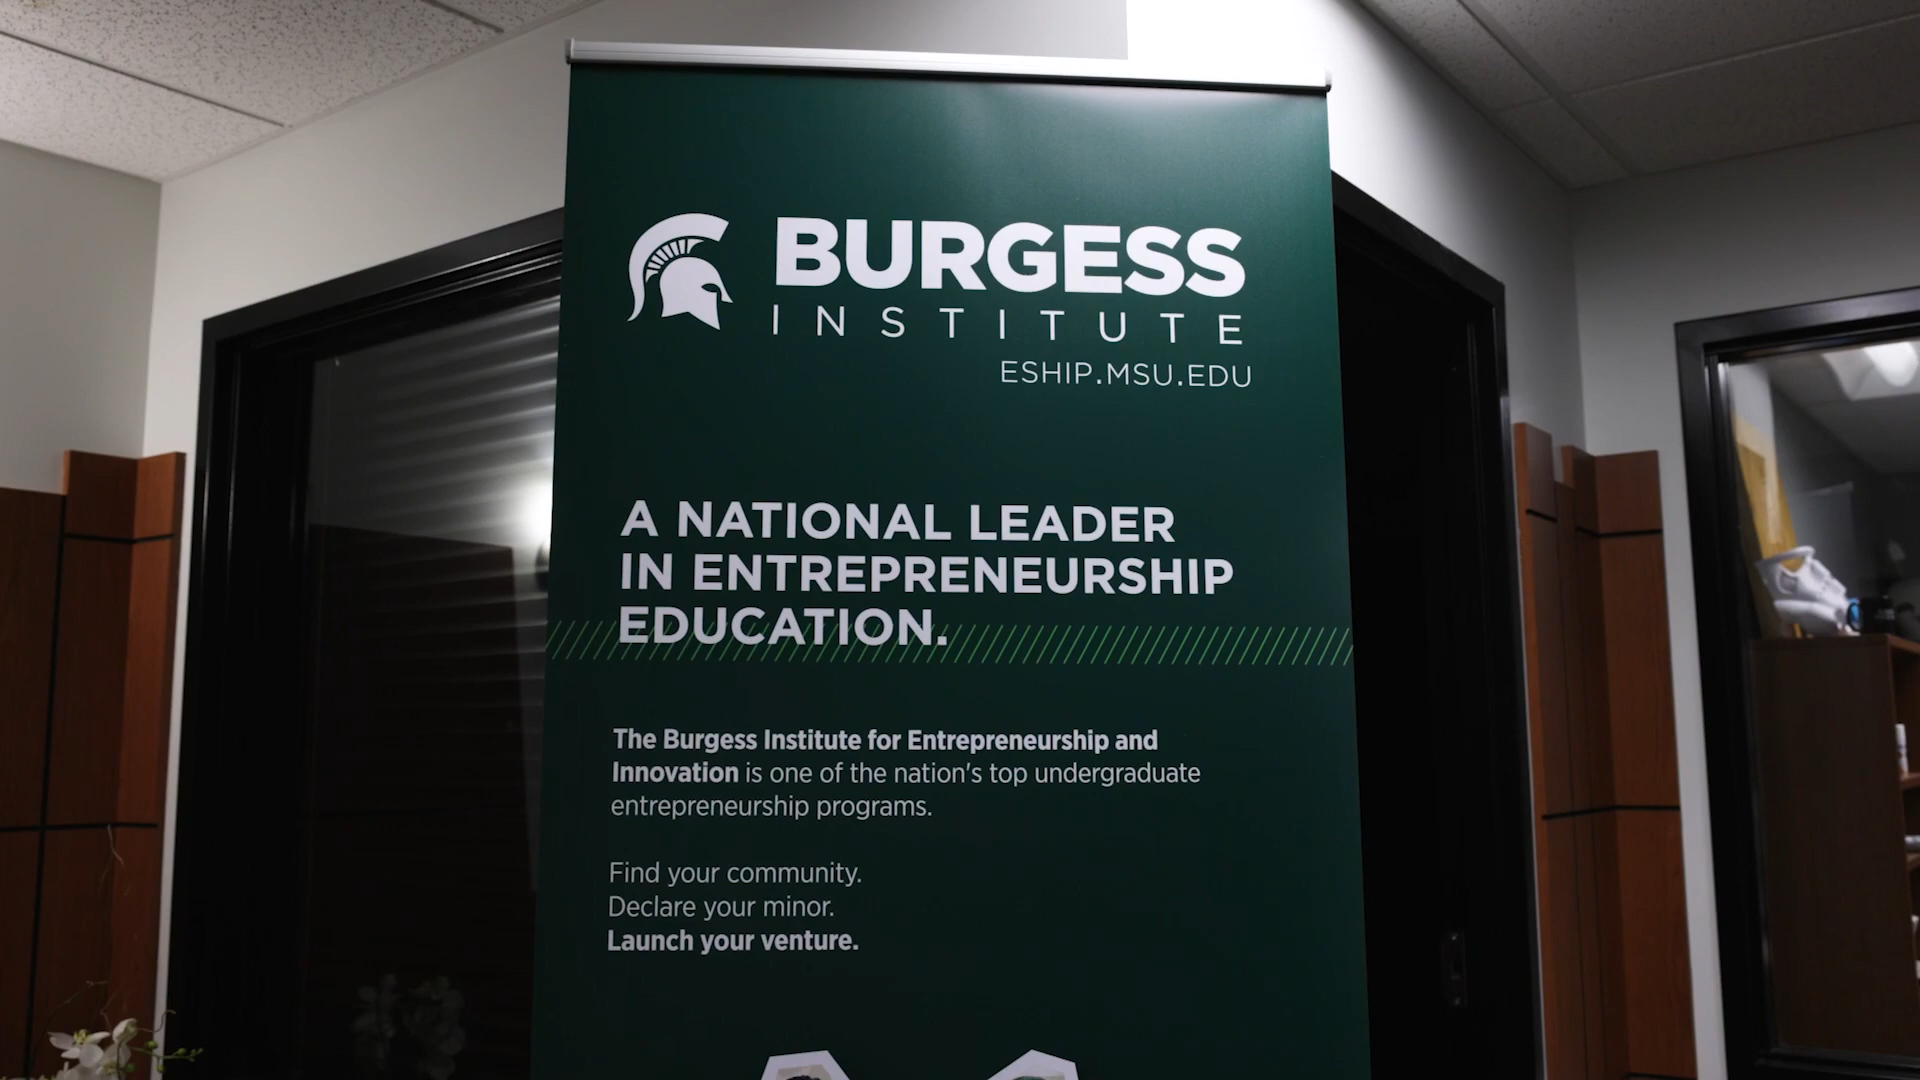 BURGESS
INSTITUTE
ESHIP.MSU.EDU
A NATIONAL LEADER
IN ENTREPRENEURSHIP
EDUCATION.
The Burgess Institute for Entrepreneurship and
Innovation is one of the nation's top undergraduate
entrepreneurship programs.
Find your community.
Declare your minor.
Launch your venture.